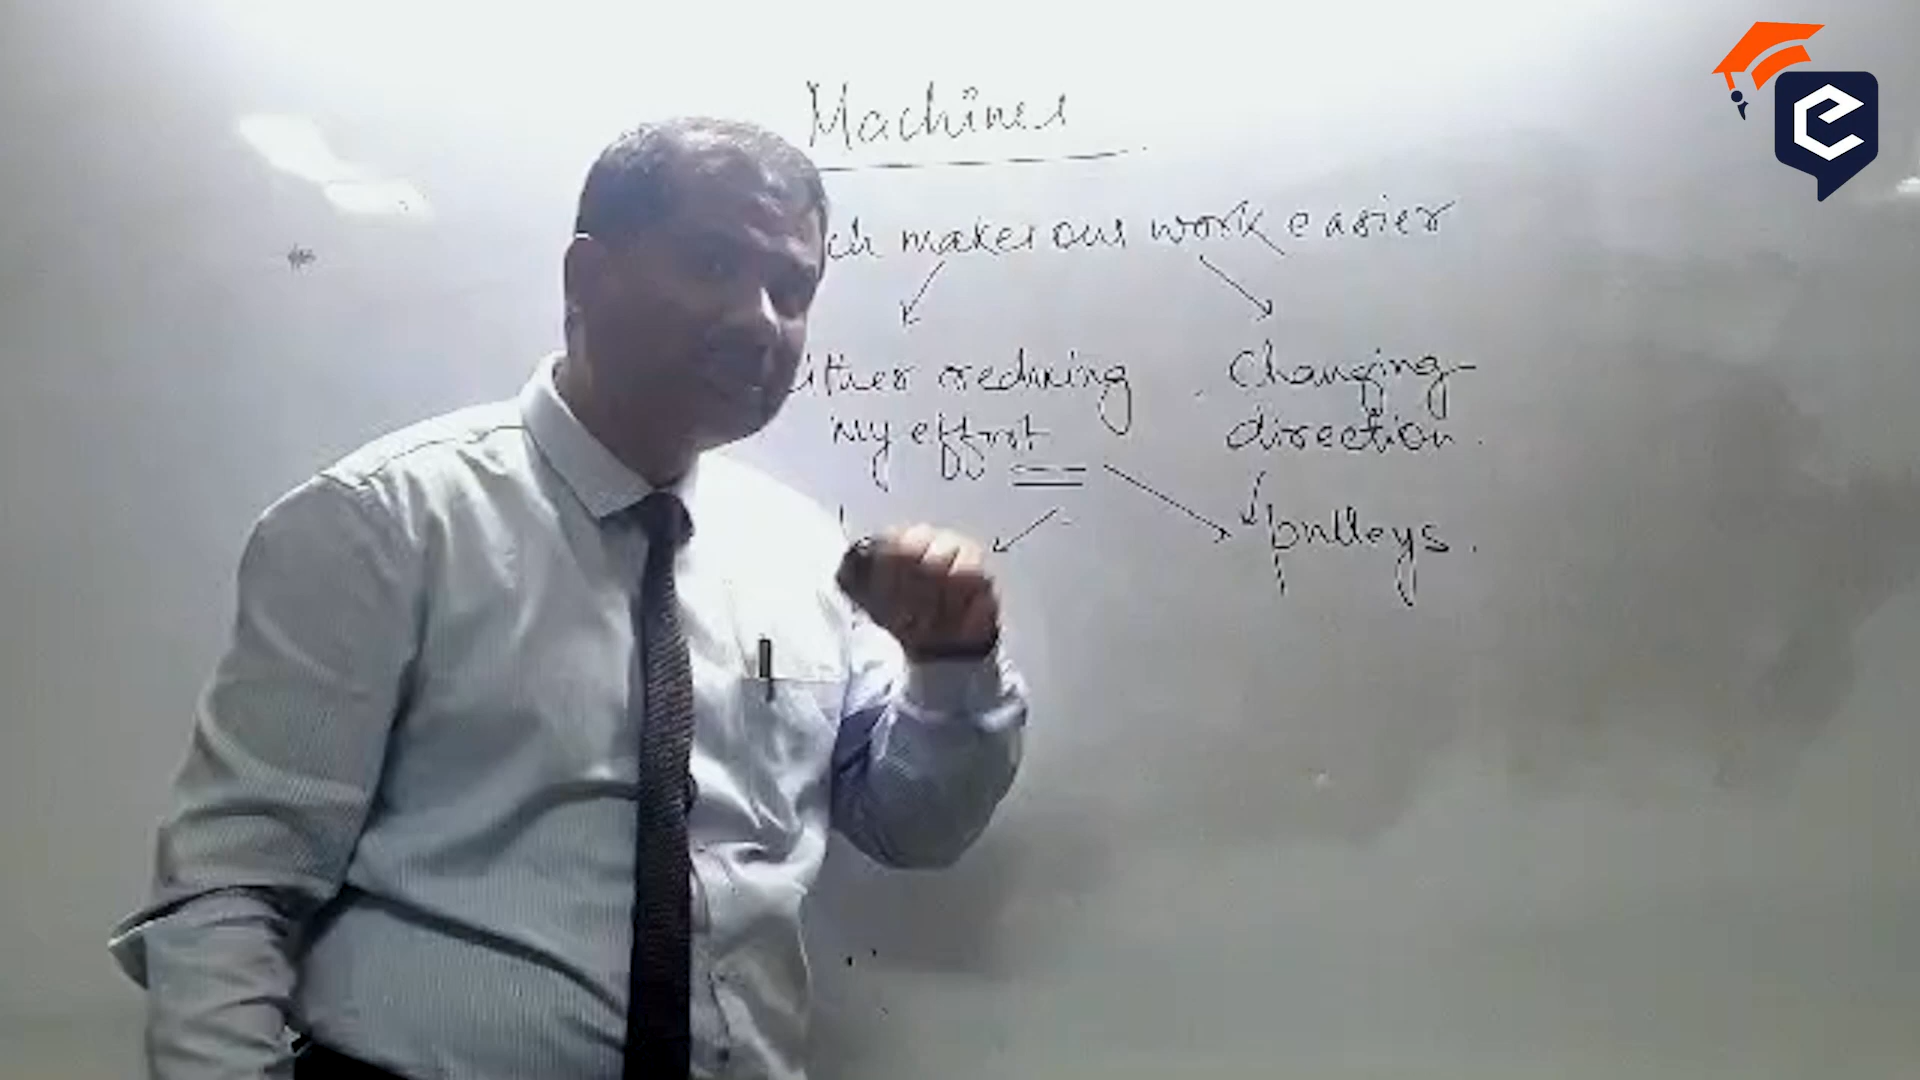 Machines
makes our work easier
reducing changing
my effort direction.
pulleys.